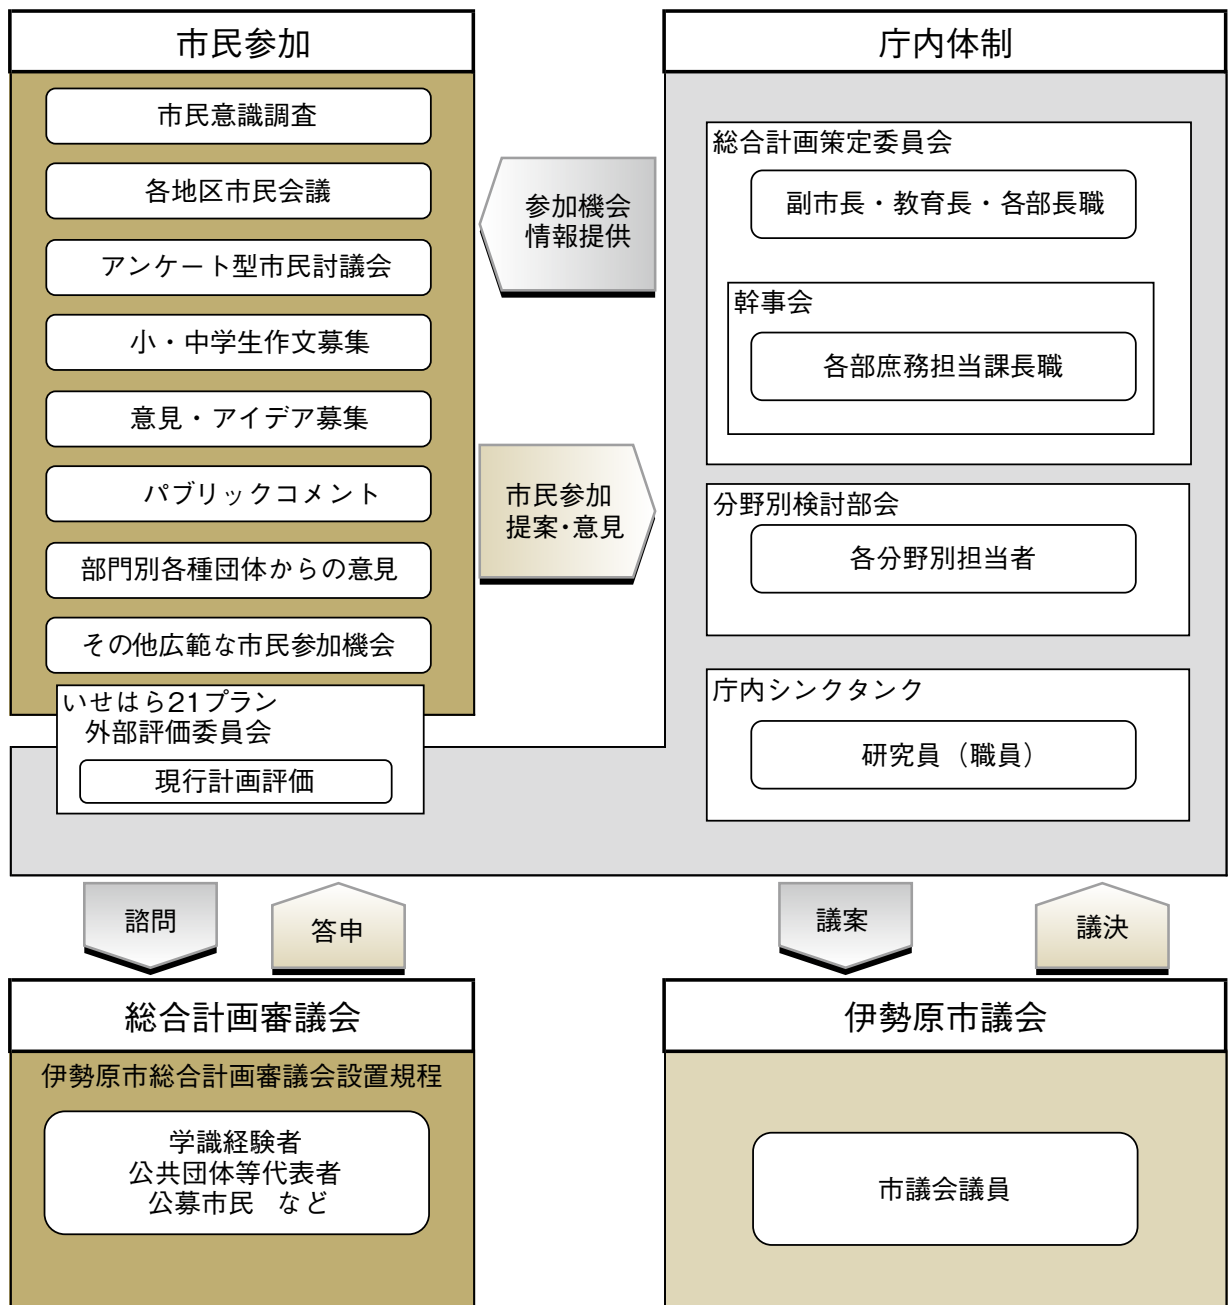 市民参加
市民意識調査
各地区市民会議
アンケート型市民討議会
小・中学生作文募集
意見・アイデア募集
パブリックコメント
部門別各種団体からの意見
その他広範な市民参加機会
いせはら21プラン
外部評価委員会
現行計画評価
参加機会
情報提供
市民参加
提案・意見
庁内体制
総合計画策定委員会
副市長・教育長・各部長職
幹事会
各部庶務担当課長職
分野別検討部会
各分野別担当者
庁内シンクタンク
研究員（職員）
諮問
答申
議案
議決
総合計画審議会
伊勢原市総合計画審議会設置規程
学識経験者
公共団体等代表者
公募市民 など
伊勢原市議会
市議会議員